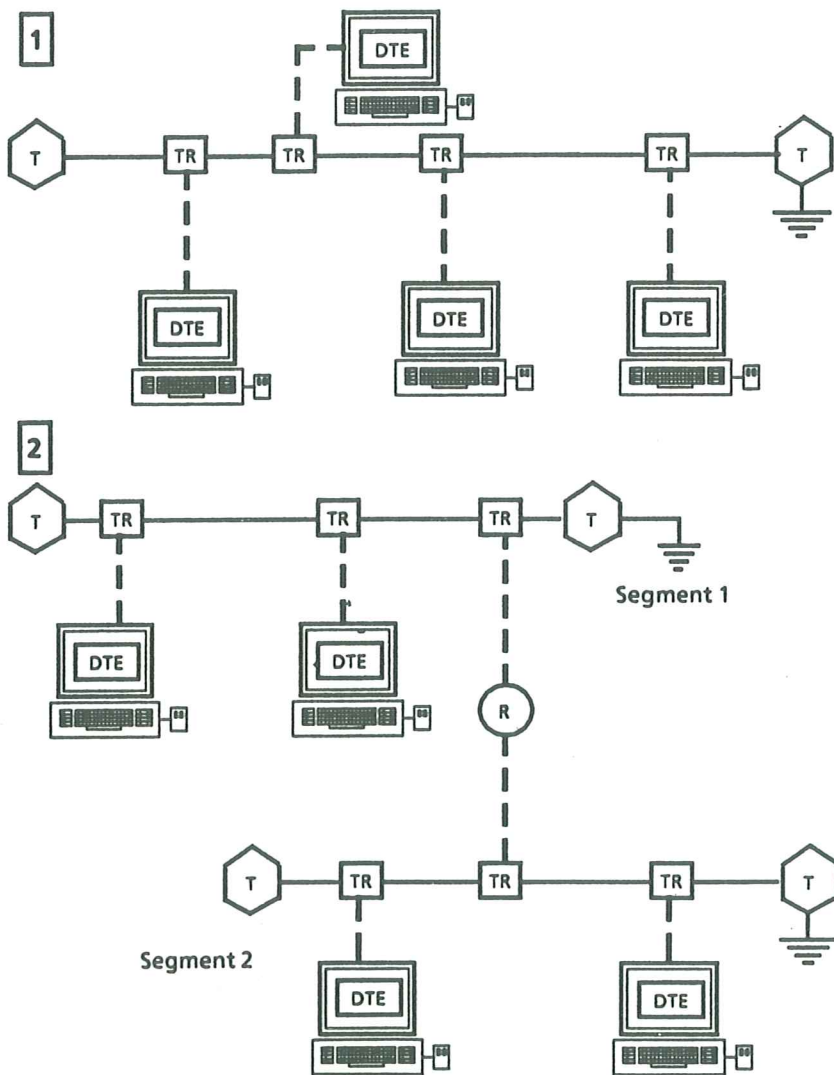 1
DTE
T TR TR TR TR T
DTE DTE DTE
2
T TR TR TR T
Segment 1
DTE DTE
R
T TR TR TR T
Segment 2
DTE DTE